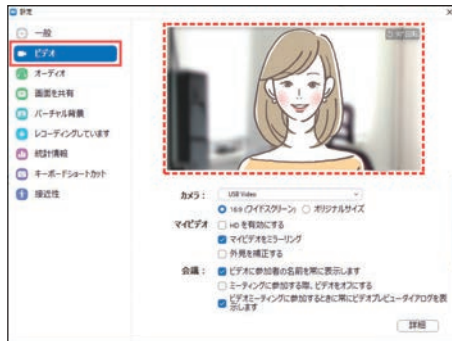 設定
一般
ビデオ
オーディオ
画面を共有
バーチャル背景
レコーディングしています
統計情報
キーボードショートカット
接近性
90°回転
カメラ：
USB Video
16:9 (ワイドスクリーン)
オリジナルサイズ
マイビデオ
HD を有効にする
マイビデオをミラーリング
外見を補正する
会議：
ビデオに参加者の名前を常に表示します
ミーティングに参加する際、ビデオをオフにする
ビデオミーティングに参加するときに常にビデオプレビューダイアログを表
示します
詳細